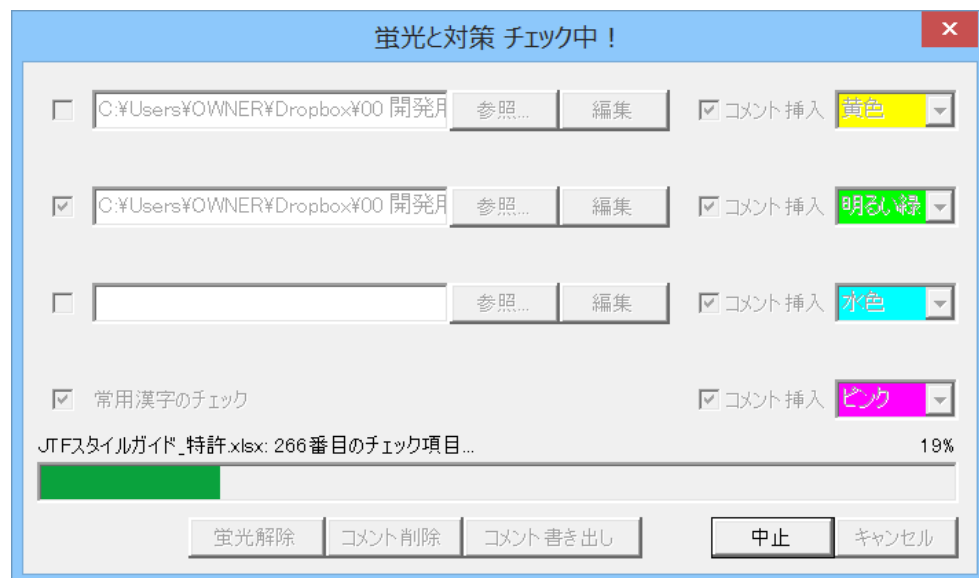 蛍光と対策 チェック中！
C:¥Users¥OWNER¥Dropbox¥00 開発用 参照... 編集 コメント挿入 黄色
C:¥Users¥OWNER¥Dropbox¥00 開発用 参照... 編集 コメント挿入 明るい緑
参照... 編集 コメント挿入 水色
常用漢字のチェック コメント挿入 ピンク
JTFスタイルガイド_特許.xlsx: 266番目のチェック項目... 19%
蛍光解除 コメント削除 コメント書き出し 中止 キャンセル